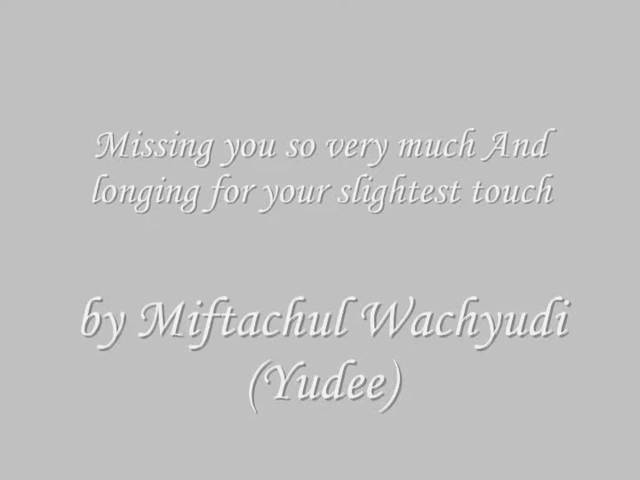 Missing you so very much And
longing for your slightest touch
by Miftachul Wachyudi
(Yudee)